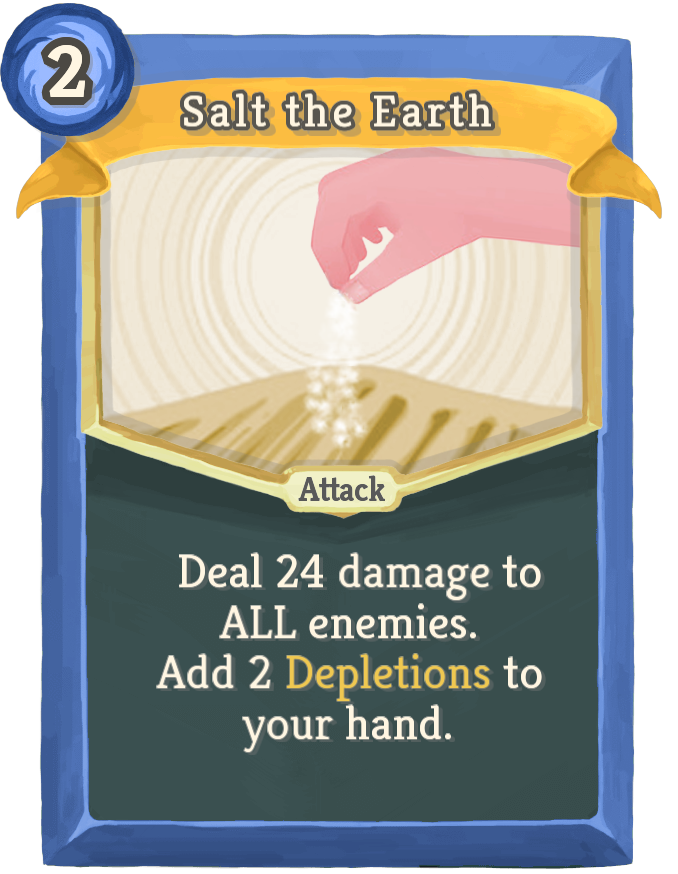 2
Salt the Earth
Attack
Deal 24 damage to
ALL enemies.
Add 2 Depletions to
your hand.